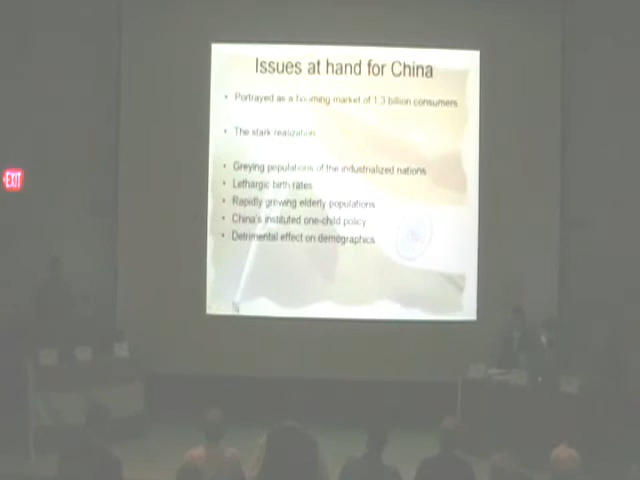 Issues at hand for China
• Portrayed as a booming market of 1.3 billion consumers
• The stark realization
• Greying populations of the industrialized nations
• Lethargic birth rates
• Rapidly growing elderly populations
• China's instituted one-child policy
• Detrimental effect on demographics
EXIT